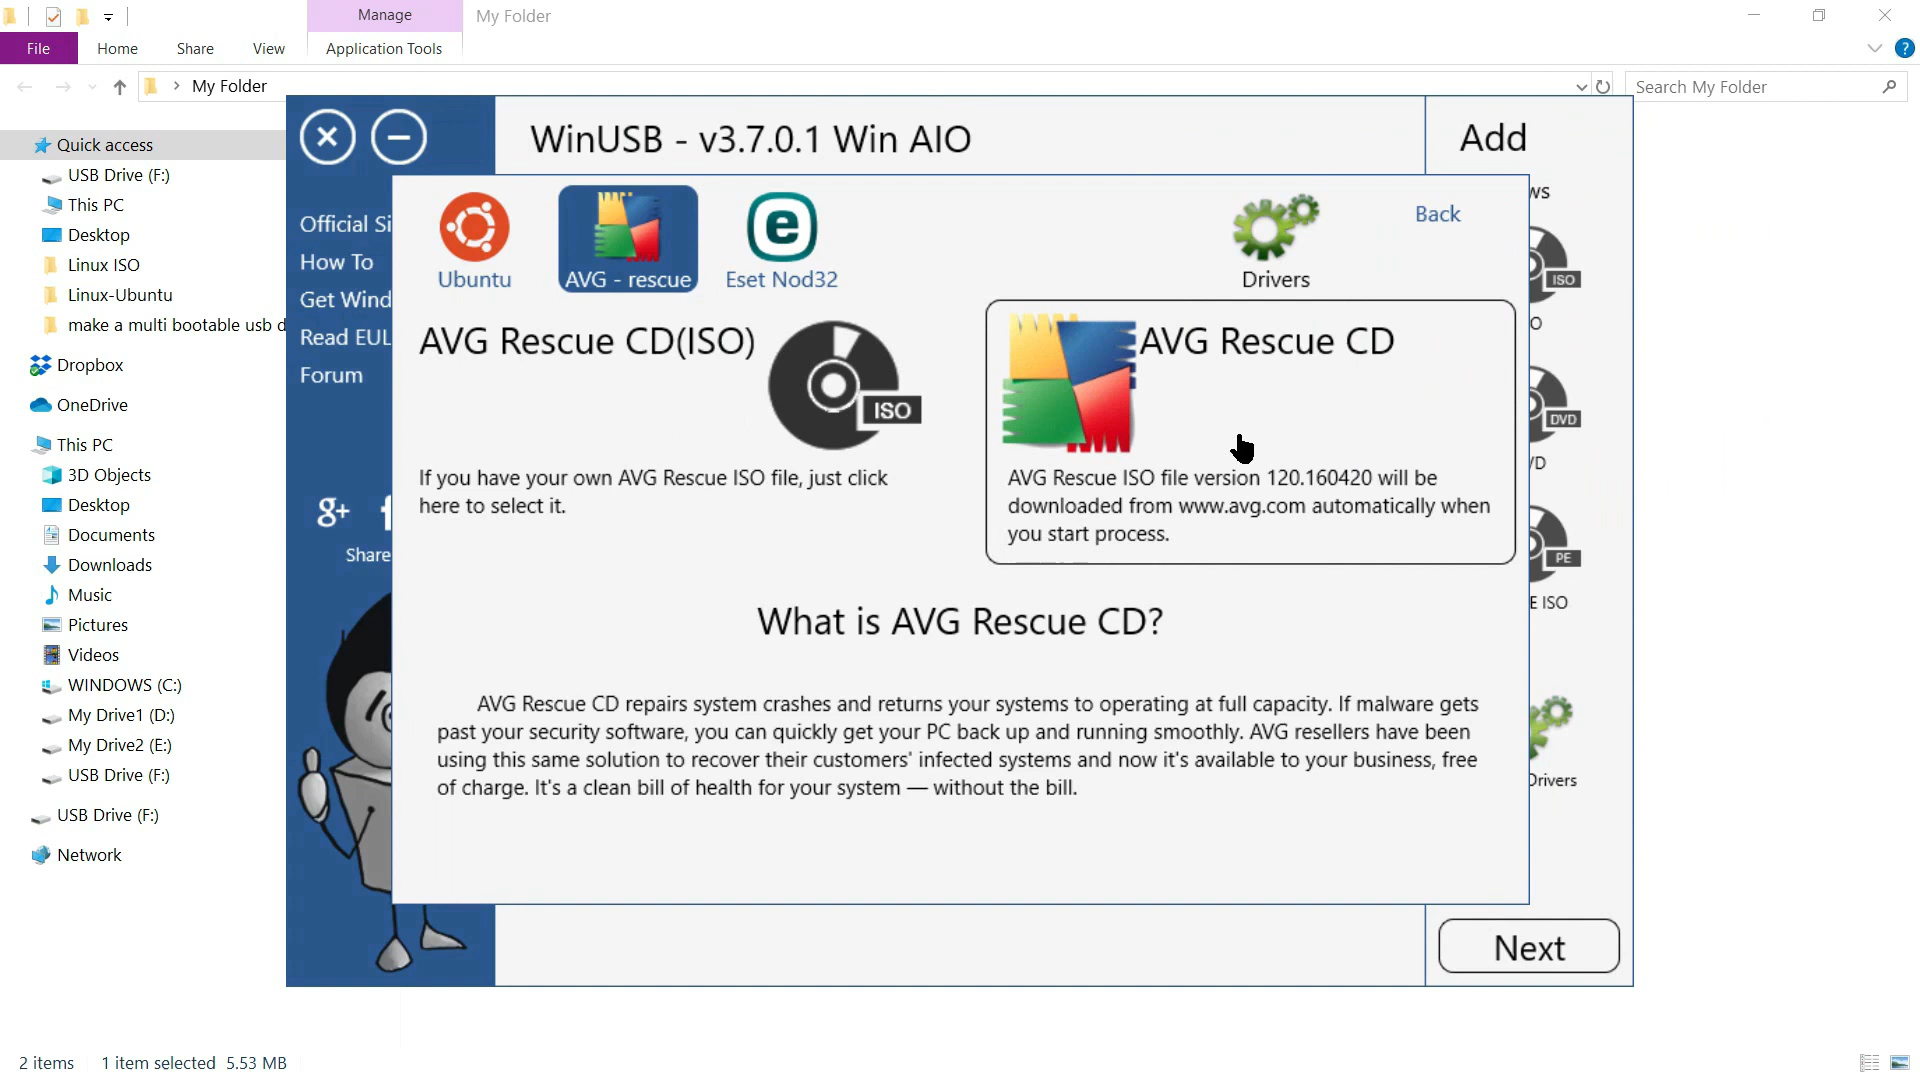 Manage
My Folder
File
Home
Share
View
Application Tools
?
My Folder
Search My Folder
Quick access
USB Drive (F:)
This PC
Desktop
Linux ISO
Linux-Ubuntu
make a multi bootable usb d
Dropbox
OneDrive
This PC
3D Objects
Desktop
Documents
Downloads
Music
Pictures
Videos
WINDOWS (C:)
My Drive1 (D:)
My Drive2 (E:)
USB Drive (F:)
USB Drive (F:)
Network
WinUSB - v3.7.0.1 Win AIO
Add
Official Si
How To
Get Wind
Read EUL
Forum
g+ f
Share
Ubuntu
AVG - rescue
e
Eset Nod32
Drivers
Back
AVG Rescue CD(ISO)
ISO
If you have your own AVG Rescue ISO file, just click
here to select it.
AVG Rescue CD
AVG Rescue ISO file version 120.160420 will be
downloaded from www.avg.com automatically when
you start process.
What is AVG Rescue CD?
AVG Rescue CD repairs system crashes and returns your systems to operating at full capacity. If malware gets
past your security software, you can quickly get your PC back up and running smoothly. AVG resellers have been
using this same solution to recover their customers' infected systems and now it's available to your business, free
of charge. It's a clean bill of health for your system — without the bill.
ws
ISO
O
DVD
VD
PE
E ISO
Drivers
Next
2 items
1 item selected 5.53 MB